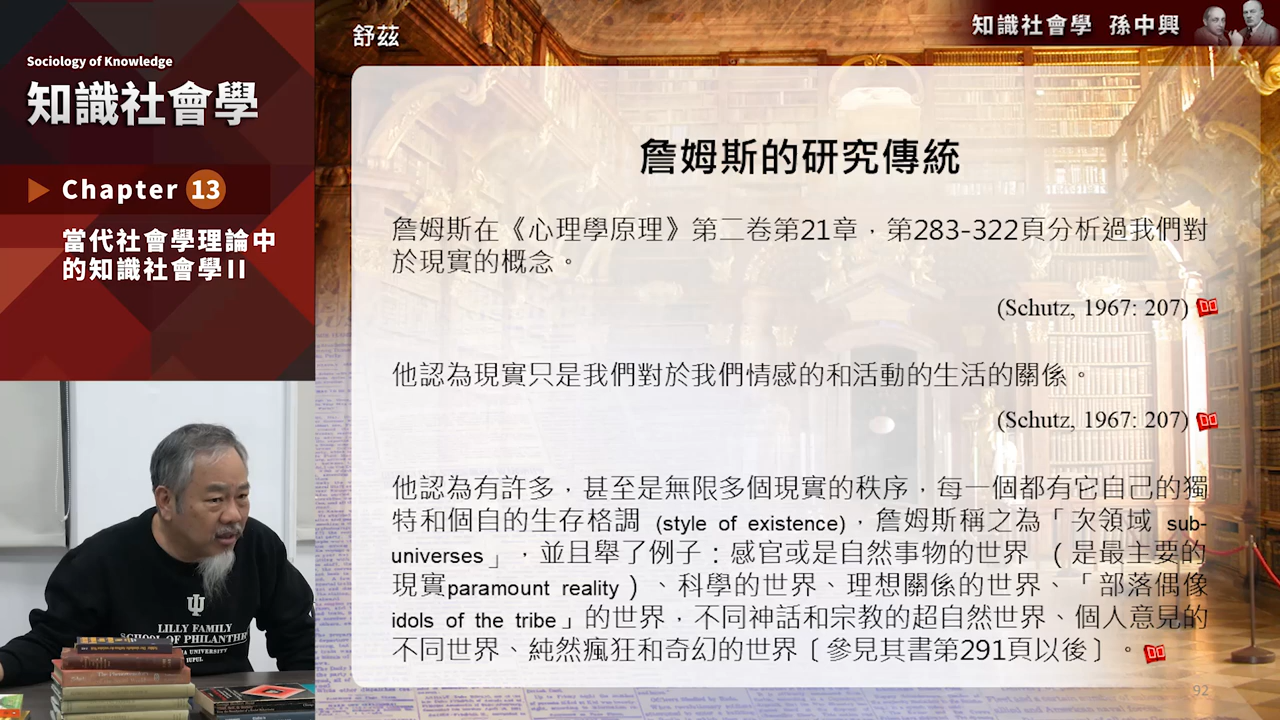 Sociology of Knowledge
知識社會學
Chapter 13
當代社會學理論中
的知識社會學II
舒茲
知識社會學 孫中興
詹姆斯的研究傳統
詹姆斯在《心理學原理》第二卷第21章，第283-322頁分析過我們對
於現實的概念。
(Schutz, 1967: 207)
他認為現實只是我們對於我們情感的和活動的生活的關係。
(Schutz, 1967: 207)
他認為有許多，甚至是無限多個現實的秩序，每一個都有它自己的獨
特和個自的生存格調 (style of existence)，詹姆斯稱之為「次領域 sub-
universes」，並且舉了例子：感官或是自然事物的世界 (是最主要的
現實paramount reality)、科學的世界、理想關係的世界、「部落偶像
idols of the tribe」的世界，不同神話和宗教的超自然世界、個人意見的
不同世界、純然瘋狂和奇幻的世界〔參見其書第291頁以後〕。
92
LILLY FAMILY
SCHOOL OF PHILANTHR
IUPUI